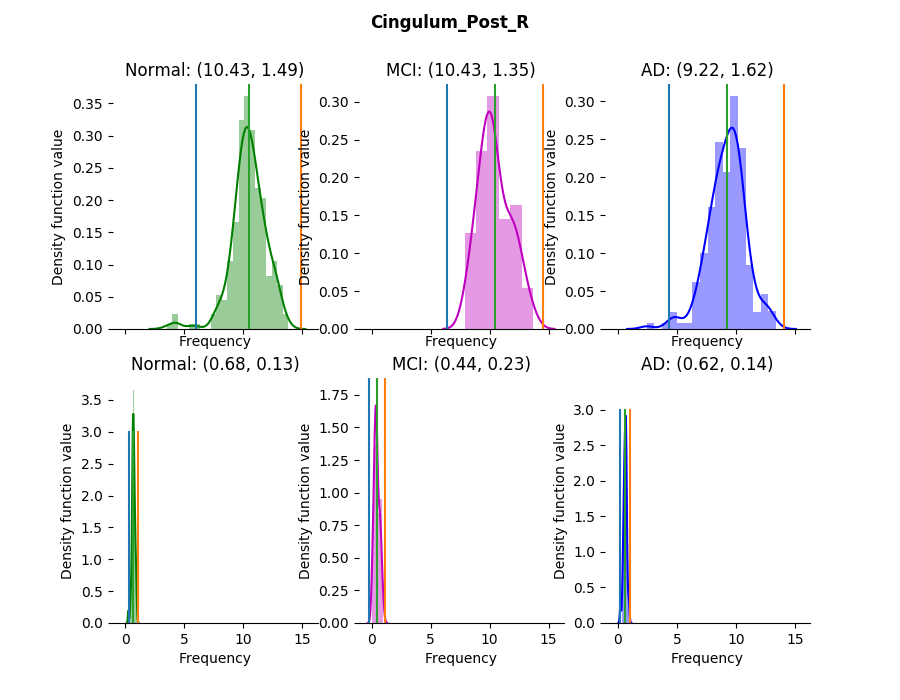 Cingulum_Post_R
Normal: (10.43, 1.49)
MCI: (10.43, 1.35)
AD: (9.22, 1.62)
Density function value
0.35
0.30
0.25
0.20
0.15
0.10
0.05
0.00
Frequency
Density function value
0.30
0.25
0.20
0.15
0.10
0.05
0.00
Frequency
Density function value
0.30
0.25
0.20
0.15
0.10
0.05
0.00
Frequency
Normal: (0.68, 0.13)
MCI: (0.44, 0.23)
AD: (0.62, 0.14)
Density function value
3.5
3.0
2.5
2.0
1.5
1.0
0.5
0.0
0 5 10 15
Frequency
Density function value
1.75
1.50
1.25
1.00
0.75
0.50
0.25
0.00
0 5 10 15
Frequency
Density function value
3.0
2.5
2.0
1.5
1.0
0.5
0.0
0 5 10 15
Frequency